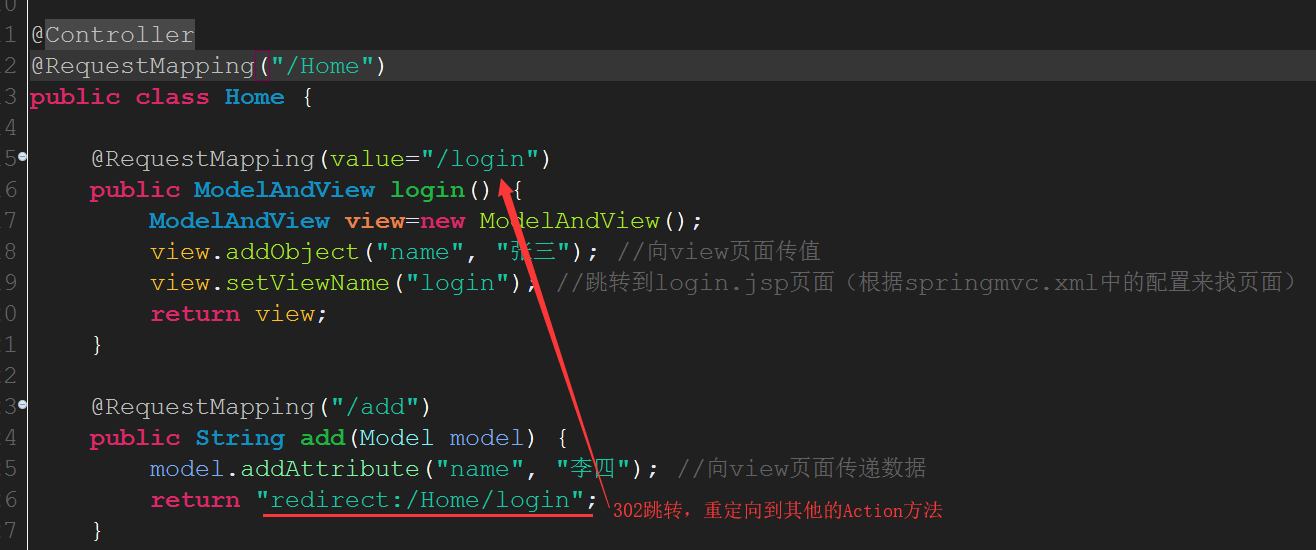 @Controller
@RequestMapping("/Home")
public class Home {
@RequestMapping(value="/login")
public ModelAndView login() {
ModelAndView view=new ModelAndView();
view.addObject("name", "张三"); //向view页面传值
view.setViewName("login"); //跳转到login.jsp页面（根据springmvc.xml中的配置来找页面）
return view;
}
@RequestMapping("/add")
public String add(Model model) {
model.addAttribute("name", "李四"); //向view页面传递数据
return "redirect:/Home/login"; 302跳转，重定向到其他的Action方法
}